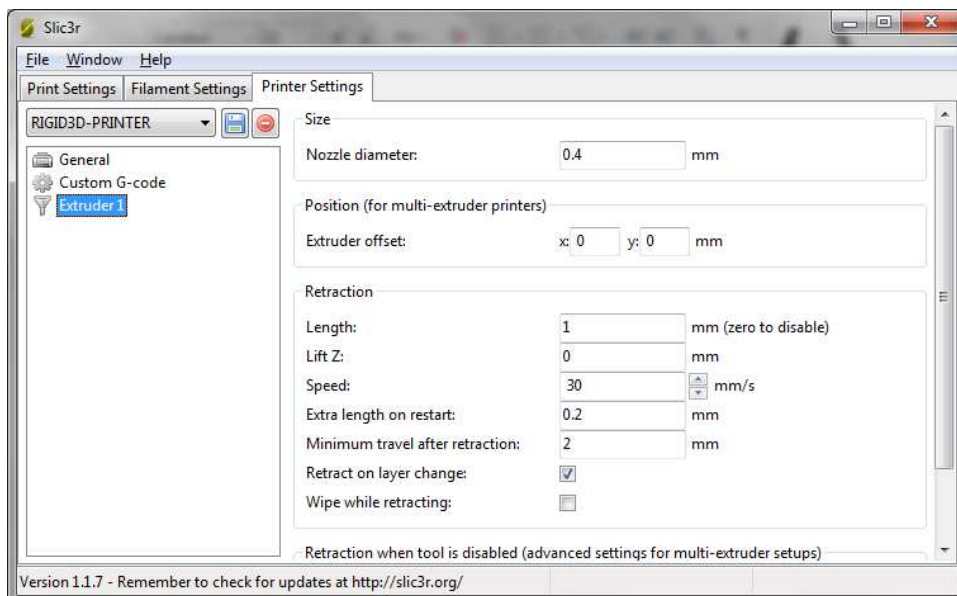 Slic3r
File Window Help
Print Settings Filament Settings Printer Settings
RIGID3D-PRINTER
General
Custom G-code
Extruder 1
Size
Nozzle diameter: 0.4 mm
Position (for multi-extruder printers)
Extruder offset: x: 0 y: 0 mm
Retraction
Length: 1 mm (zero to disable)
Lift Z: 0 mm
Speed: 30 mm/s
Extra length on restart: 0.2 mm
Minimum travel after retraction: 2 mm
Retract on layer change:
Wipe while retracting:
Retraction when tool is disabled (advanced settings for multi-extruder setups)
Version 1.1.7 - Remember to check for updates at http://slic3r.org/